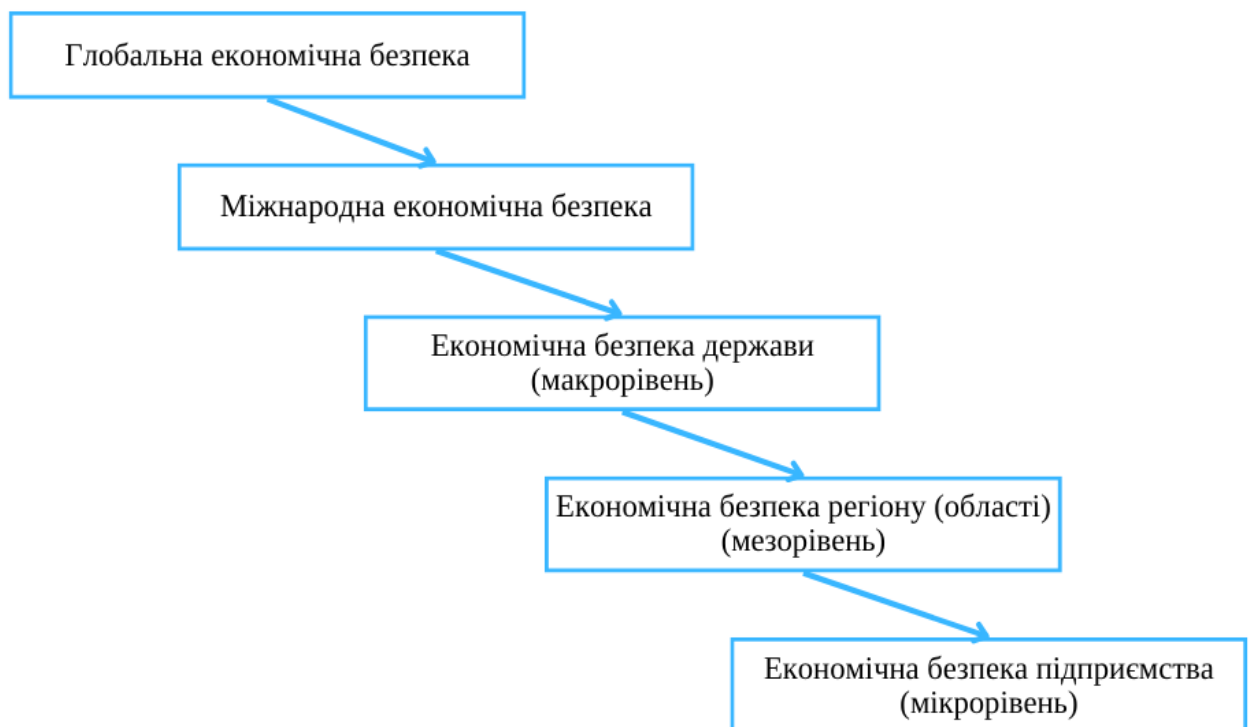 Глобальна економічна безпека
Міжнародна економічна безпека
Економічна безпека держави
(макрорівень)
Економічна безпека регіону (області)
(мезорівень)
Економічна безпека підприємства
(мікрорівень)